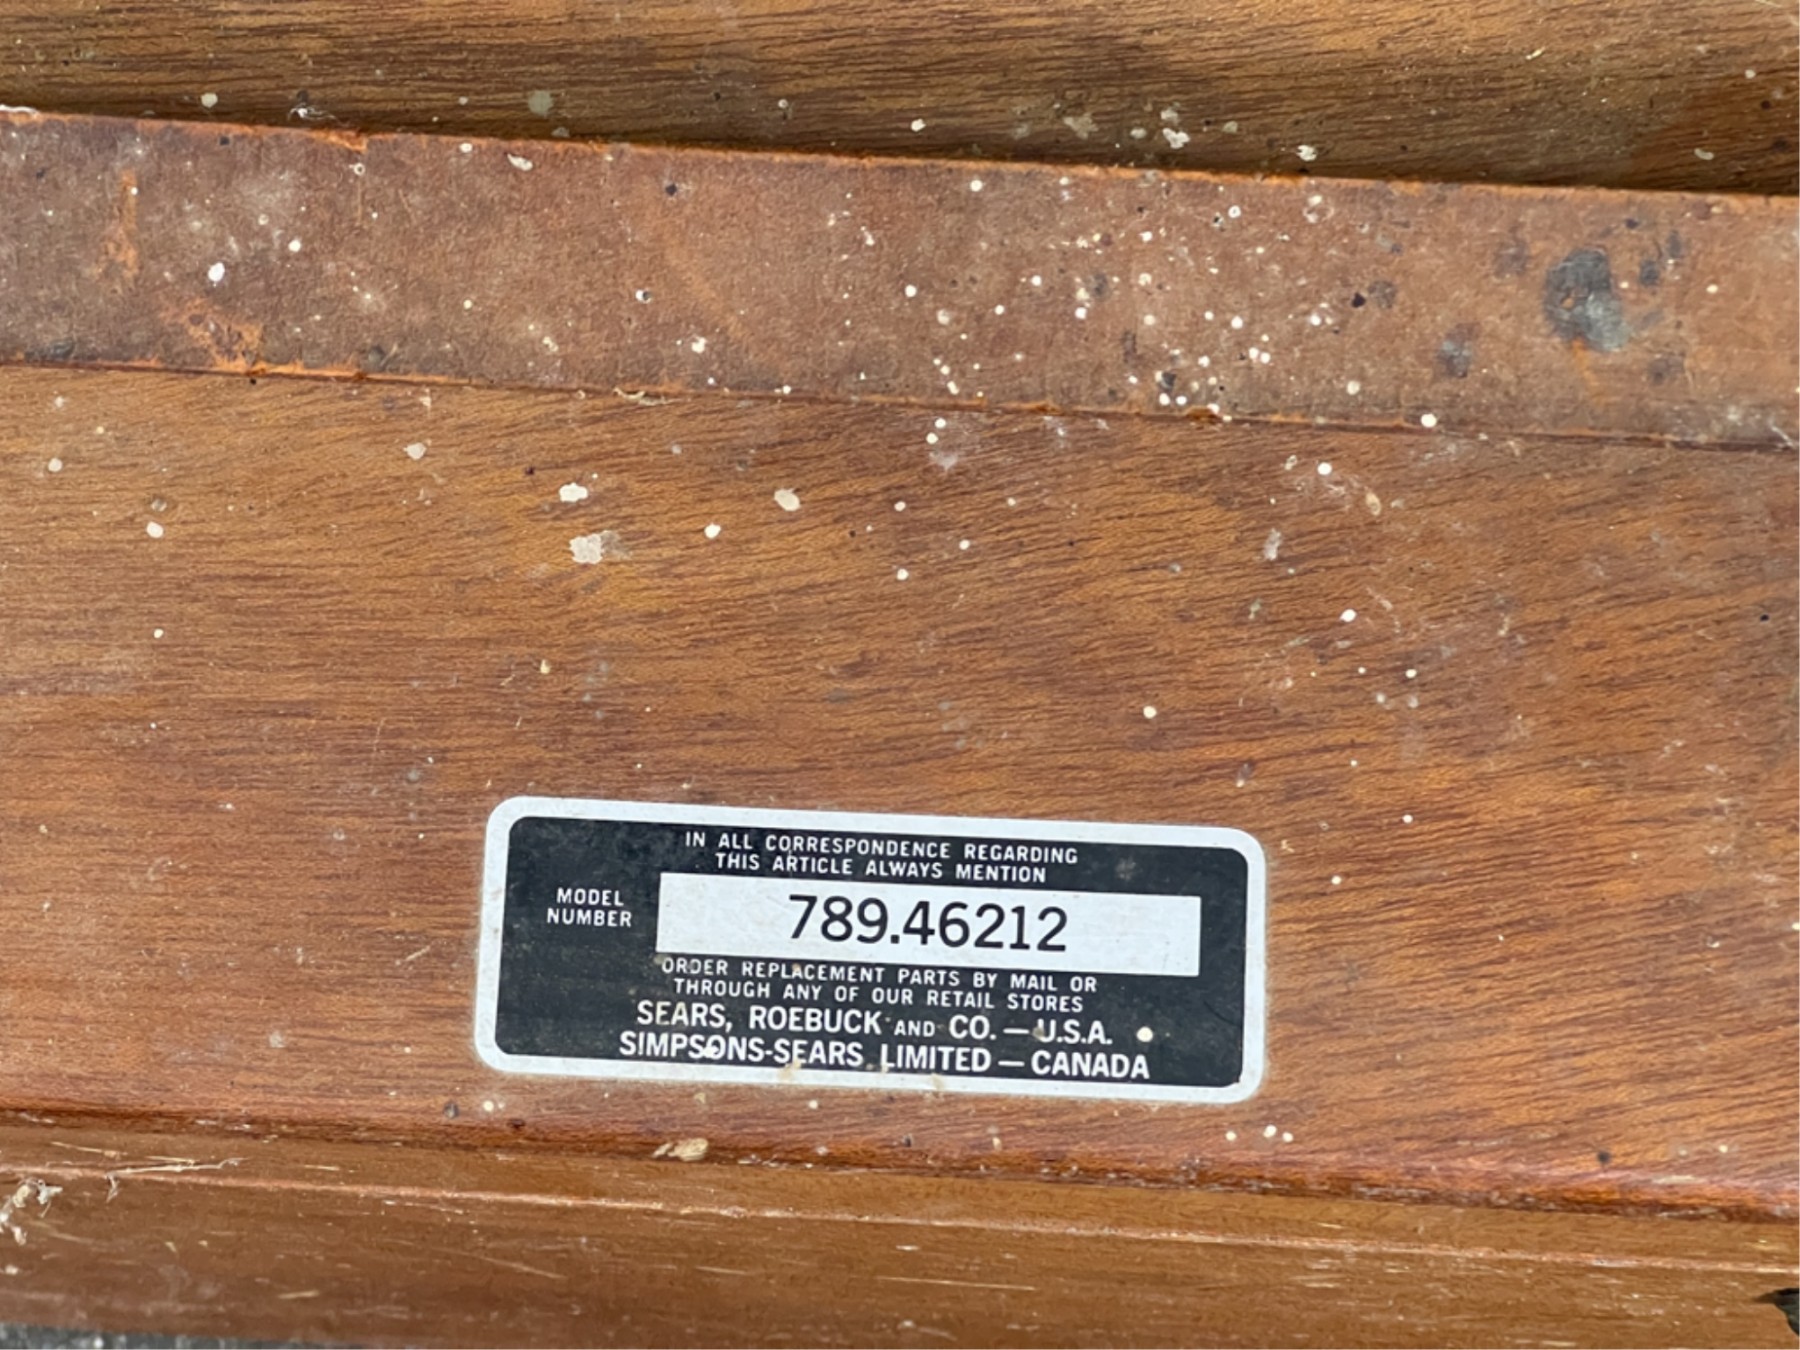 IN ALL CORRESPONDENCE REGARDING
THIS ARTICLE ALWAYS MENTION
MODEL
NUMBER
789.46212
ORDER REPLACEMENT PARTS BY MAIL OR
THROUGH ANY OF OUR RETAIL STORES
SEARS, ROEBUCK AND CO. — U.S.A.
SIMPSONS-SEARS LIMITED — CANADA